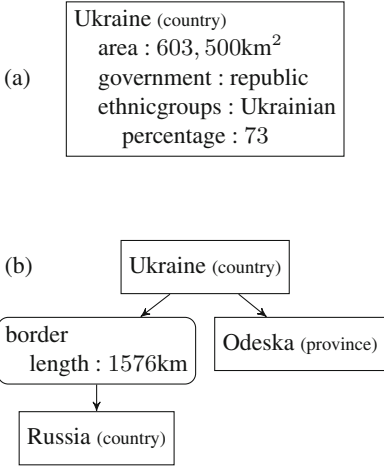 (a)
Ukraine (country)
area : 603, 500km²
government : republic
ethnicgroups : Ukrainian
percentage : 73
(b)
Ukraine (country)
border
length : 1576km
Odeska (province)
Russia (country)